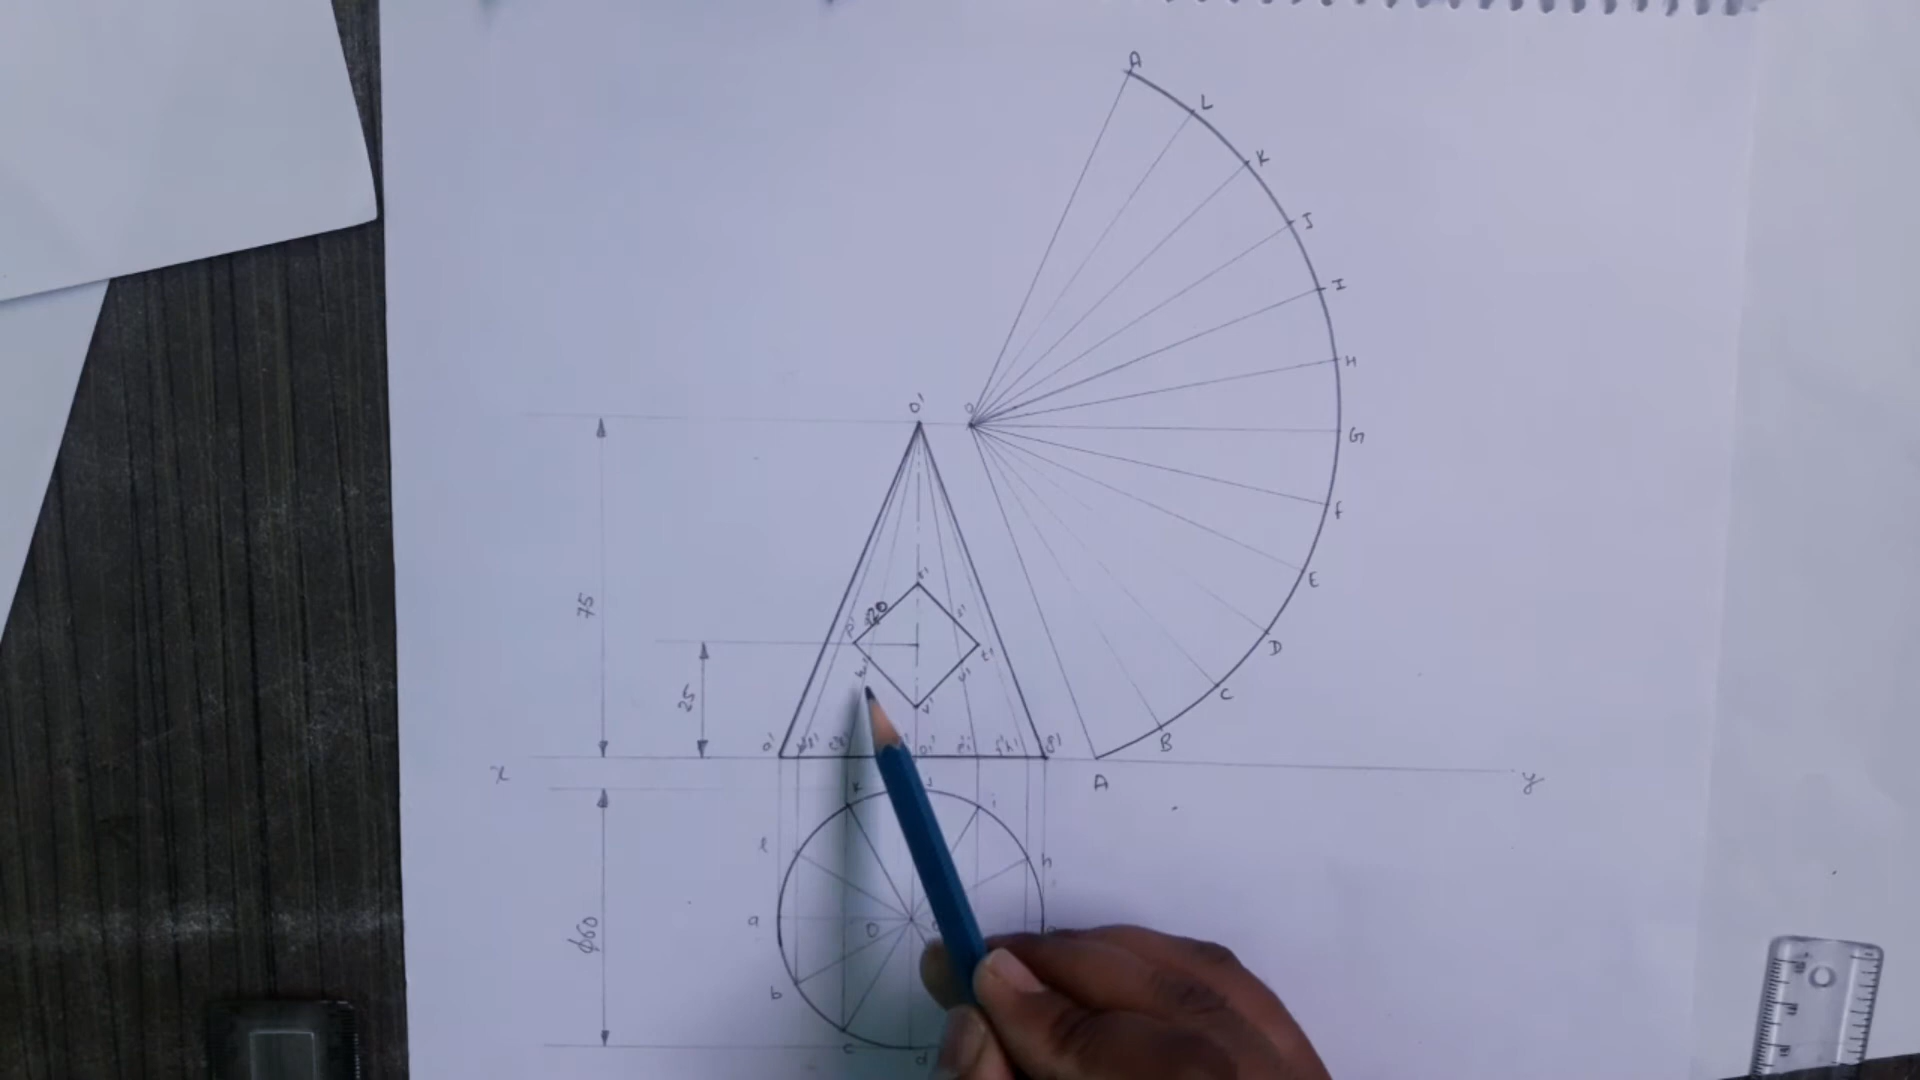 A
L
K
J
I
H
G
F
E
D
C
B
A
o'
O
75
r'
20
s'
p'
t'
w'
u'
v'
25
a'
e'
g'
x
y
k
j
i
l
h
a
O
b
c
d
ϕ60